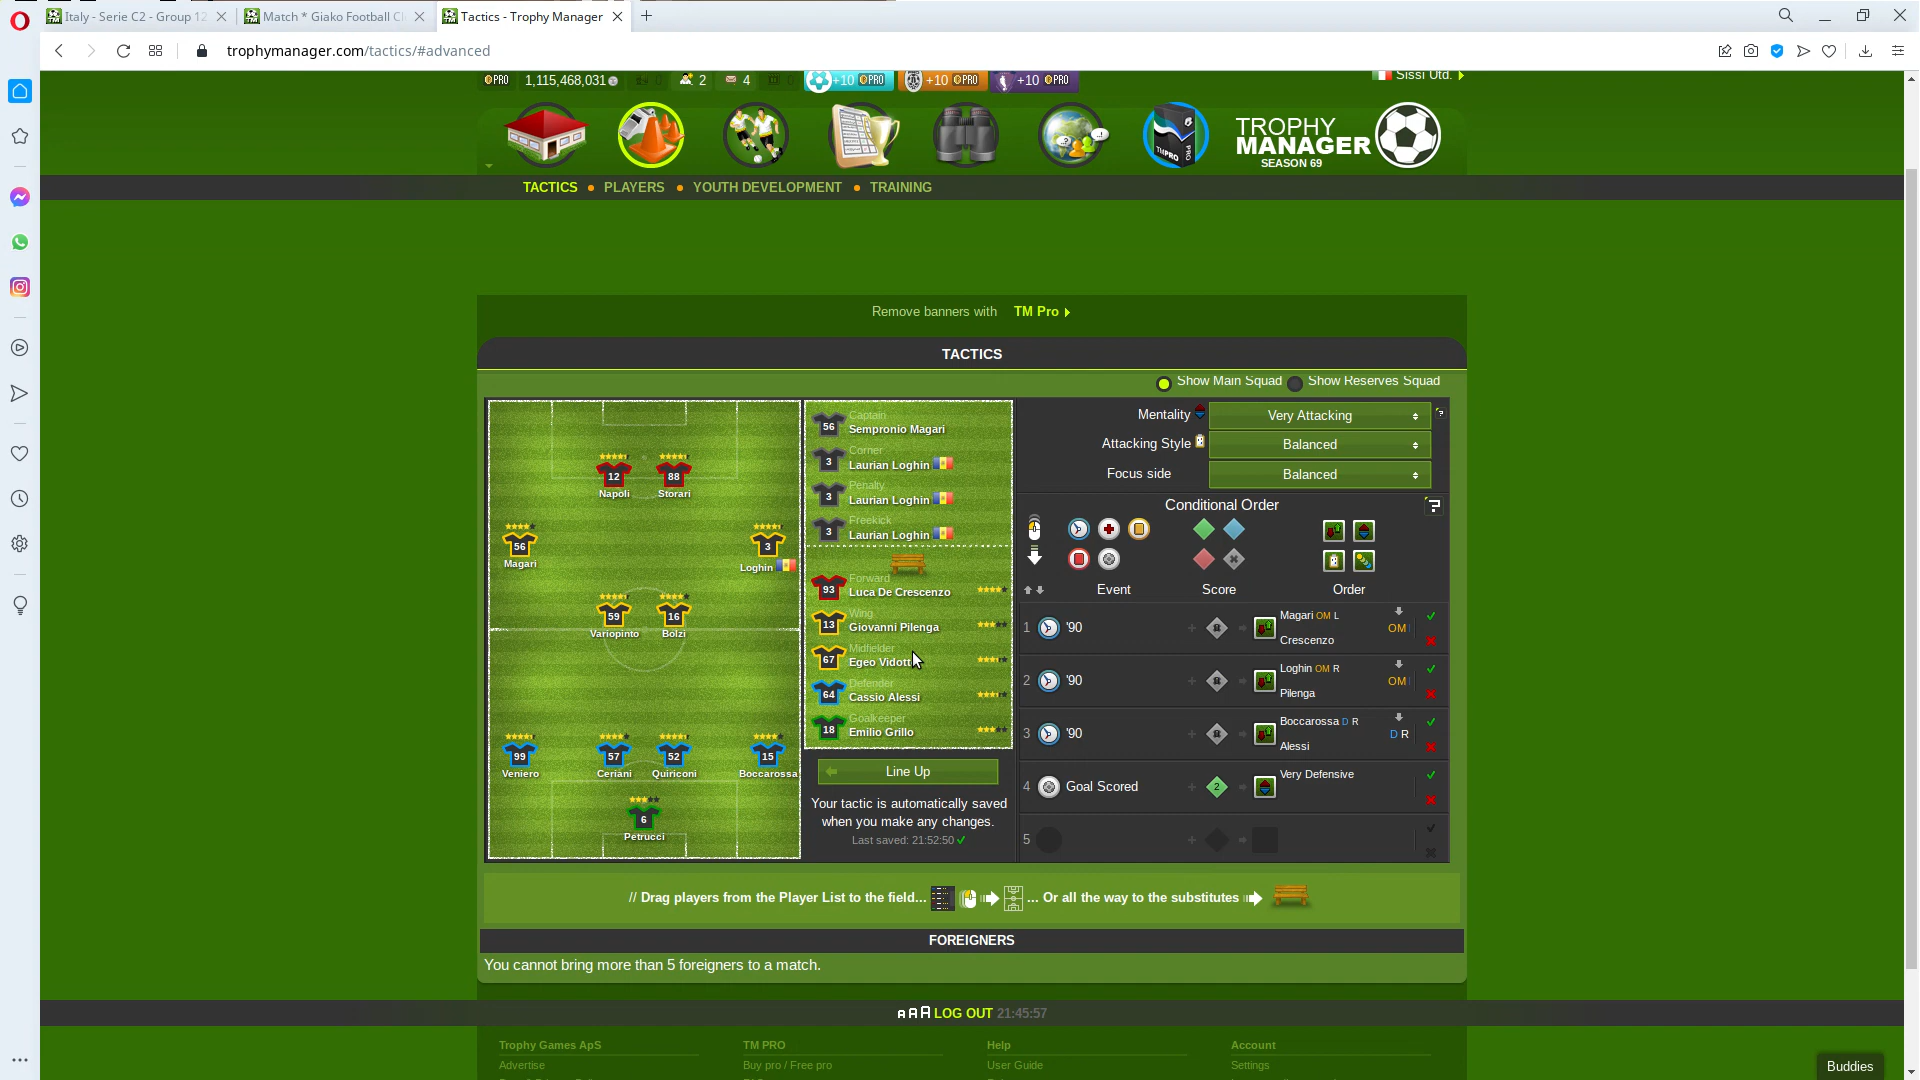 Italy - Serie C2 - Group 12
Match * Giako Football Cl
Tactics - Trophy Manager
trophymanager.com/tactics/#advanced
PRO 1,115,468,031 0 2 4 0 +10 PRO +10 PRO +10 PRO
Sissi Utd.
TROPHY
MANAGER
SEASON 69
TMPRO PRO
TACTICS PLAYERS YOUTH DEVELOPMENT TRAINING
Remove banners with TM Pro
TACTICS
Show Main Squad Show Reserves Squad
12 Napoli
88 Storari
56 Magari
3 Loghin
59 Variopinto
16 Bolzi
99 Veniero
57 Ceriani
52 Quiriconi
15 Boccarossa
6 Petrucci
Captain
56 Sempronio Magari
Corner
3 Laurian Loghin
Penalty
3 Laurian Loghin
Freekick
3 Laurian Loghin
Forward
93 Luca De Crescenzo
Wing
13 Giovanni Pilenga
Midfielder
67 Egeo Vidott
Defender
64 Cassio Alessi
Goalkeeper
18 Emilio Grillo
Line Up
Your tactic is automatically saved
when you make any changes.
Last saved: 21:52:50
Mentality Very Attacking ?
Attacking Style Balanced
Focus side Balanced
Conditional Order ?
Event Score Order
1 '90 + Magari OM L
Crescenzo
OM
2 '90 + Loghin OM R
Pilenga
OM
3 '90 + Boccarossa D R
Alessi
D R
4 Goal Scored + 2 Very Defensive
5 +
// Drag players from the Player List to the field... ... Or all the way to the substitutes
FOREIGNERS
You cannot bring more than 5 foreigners to a match.
A A A LOG OUT 21:45:57
Trophy Games ApS TM PRO Help Account
Advertise Buy pro / Free pro User Guide Settings
Buddies